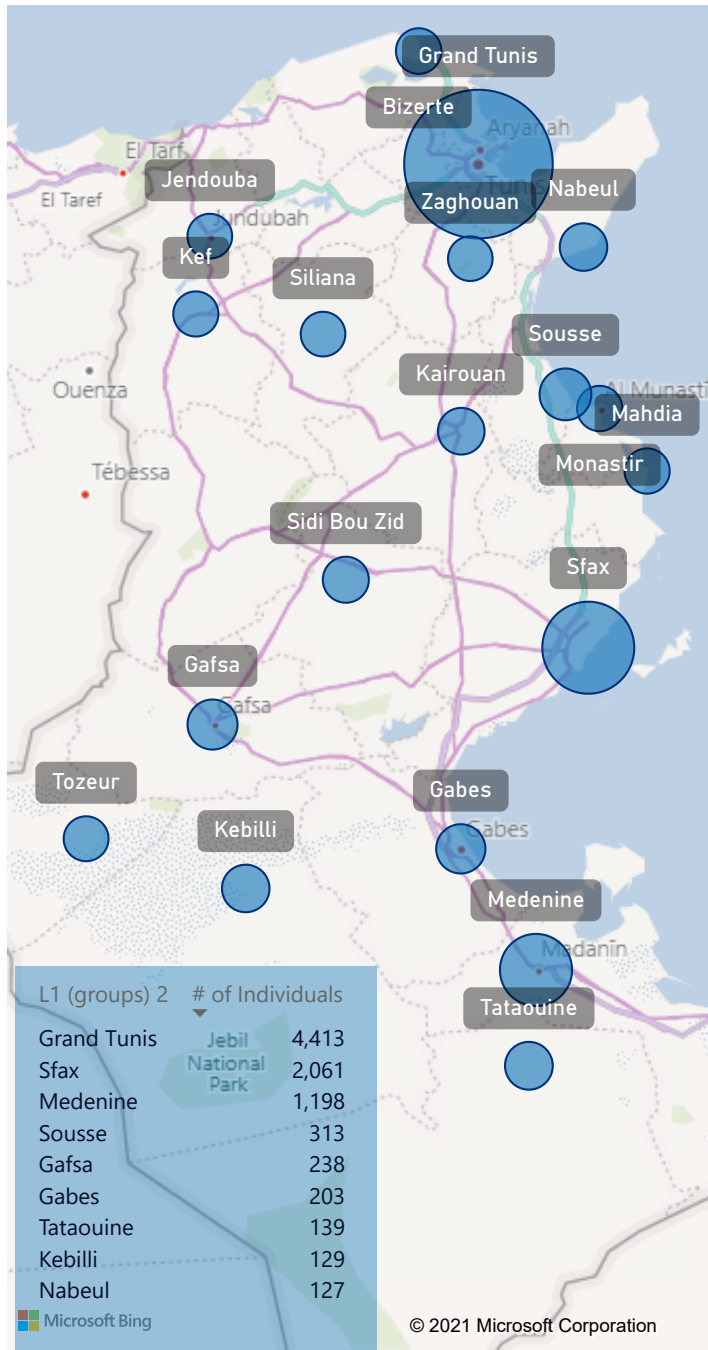 Grand Tunis
Bizerte
Aryanah
El Tarf
Tunis
Jendouba
Nabeul
El Taref
Zaghouan
Jundubah
Kef
Siliana
Sousse
Kairouan
Ouenza
Al Munasti
Mahdia
Monastir
Tébessa
Sidi Bou Zid
Sfax
Gafsa
Gafsa
Tozeur
Gabes
Kebilli
Gabes
Medenine
Madanīn
Tataouine
L1 (groups) 2 # of Individuals
Grand Tunis 4,413
Sfax 2,061
Medenine 1,198
Sousse 313
Gafsa 238
Gabes 203
Tataouine 139
Kebilli 129
Nabeul 127
Jebil
National
Park
Microsoft Bing
© 2021 Microsoft Corporation